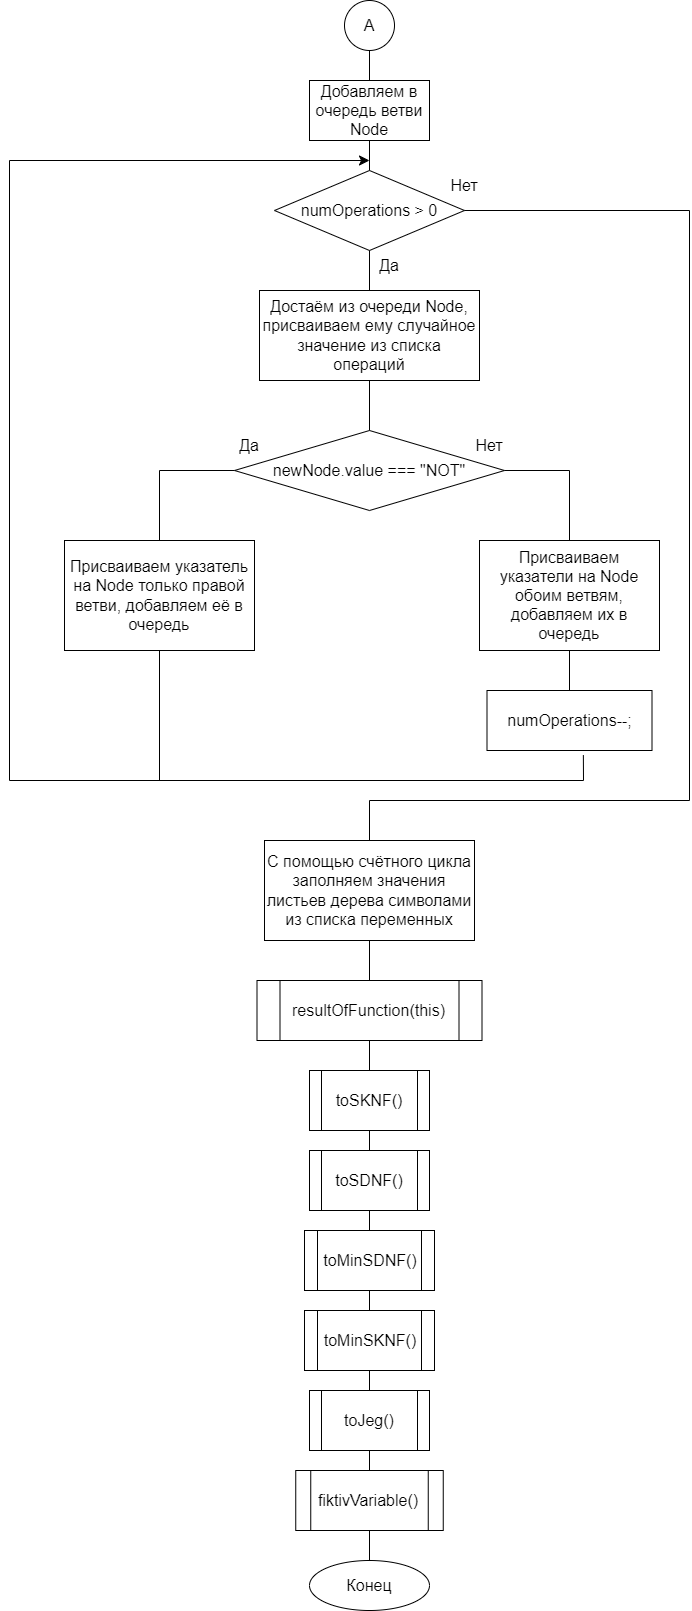 A
Добавляем в
очередь ветви
Node
Нет
numOperations > 0
Да
Достаём из очереди Node,
присваиваем ему случайное
значение из списка
операций
Да
Нет
newNode.value === "NOT"
Присваиваем указатель
на Node только правой
ветви, добавляем её в
очередь
Присваиваем
указатели на Node
обоим ветвям,
добавляем их в
очередь
numOperations--;
С помощью счётного цикла
заполняем значения
листьев дерева символами
из списка переменных
resultOfFunction(this)
toSKNF()
toSDNF()
toMinSDNF()
toMinSKNF()
toJeg()
fiktivVariable()
Конец